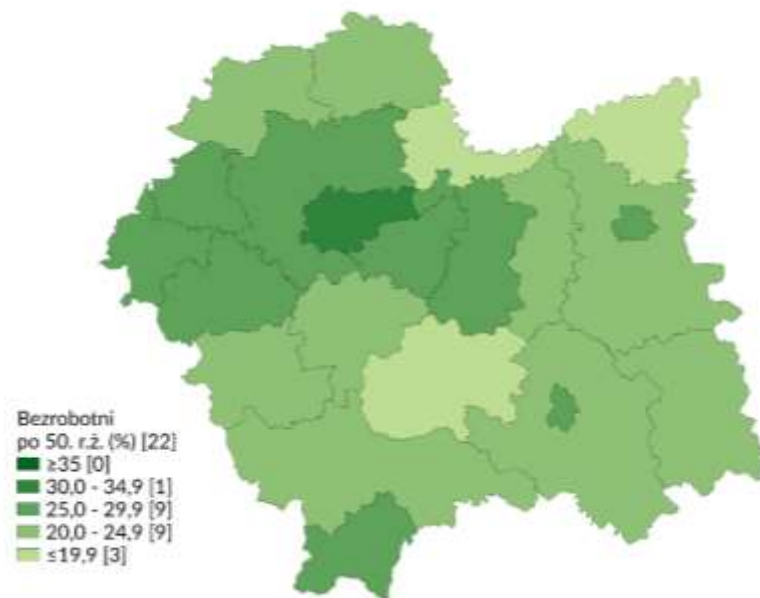 Bezrobotni
po 50. r.ż. (%) [22]
≥35 [0]
30,0 - 34,9 [1]
25,0 - 29,9 [9]
20,0 - 24,9 [9]
≤19,9 [3]